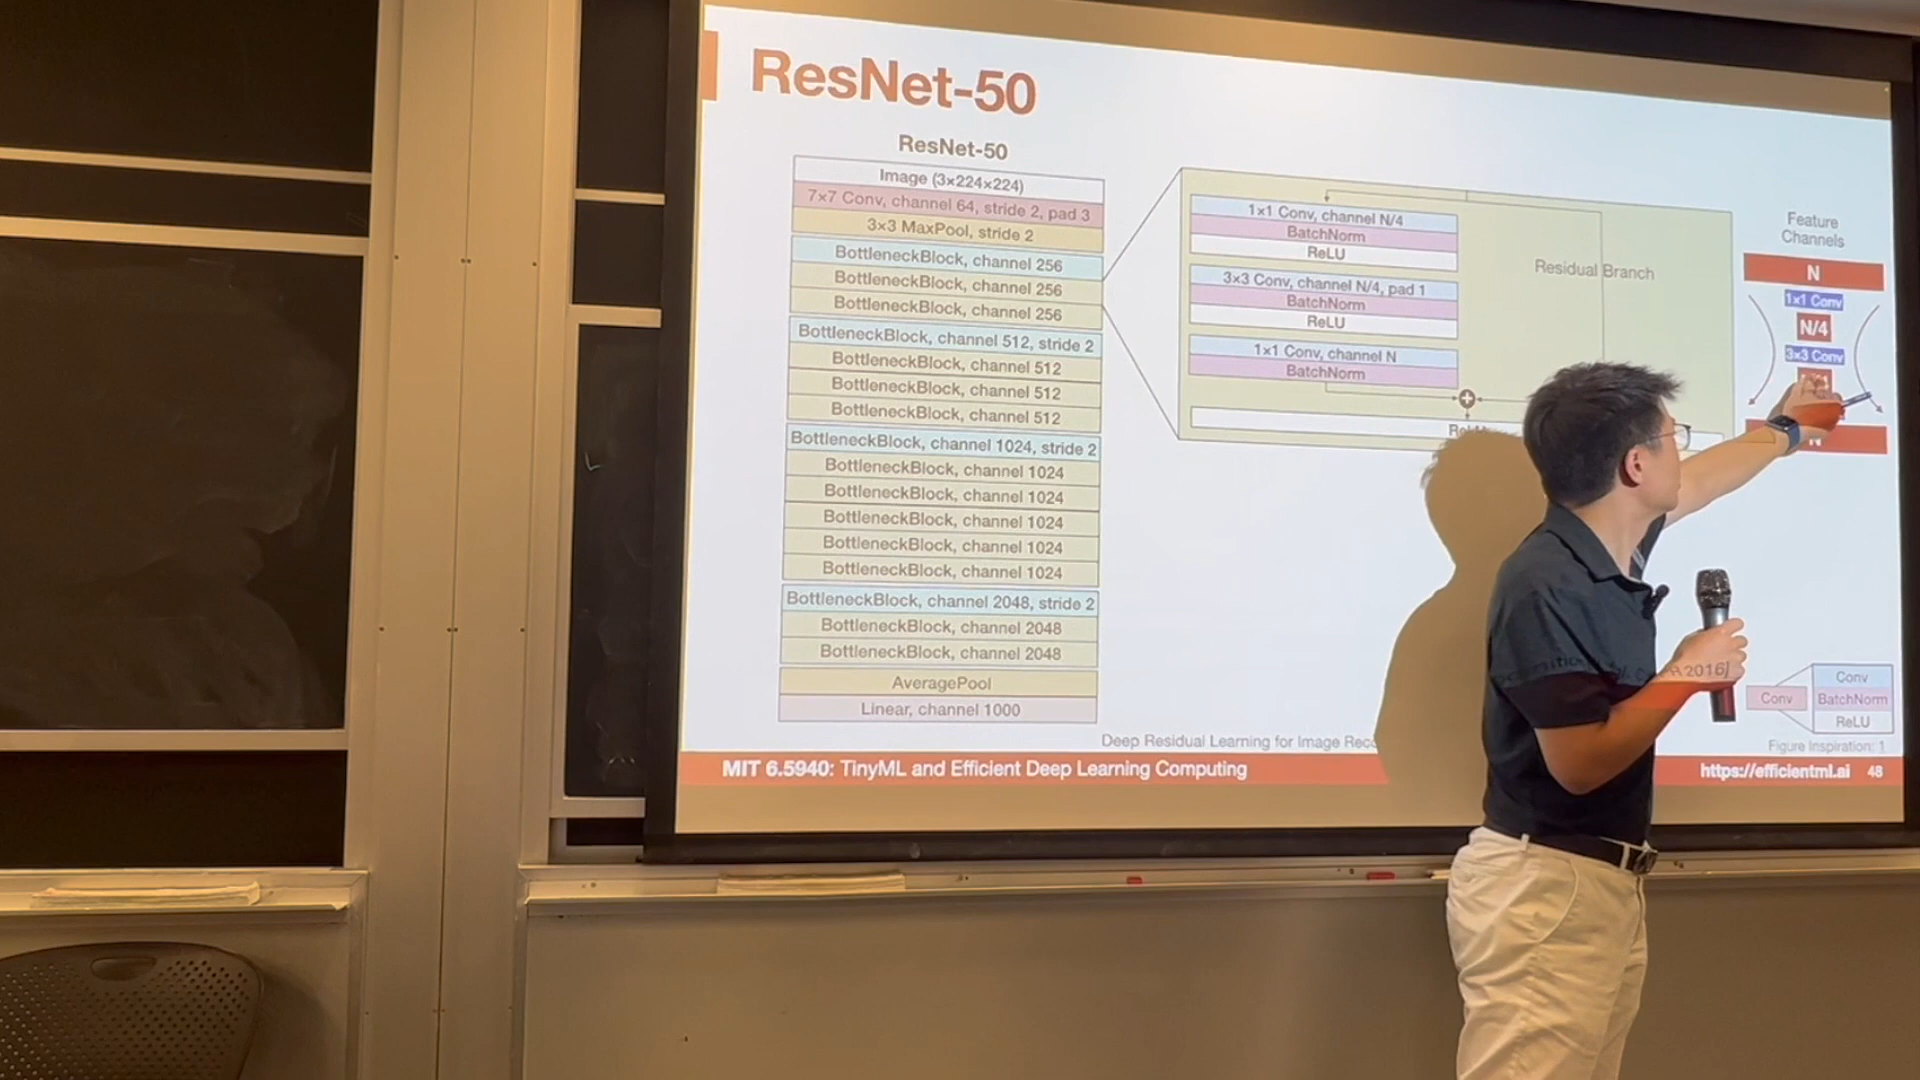 ResNet-50
ResNet-50
Image (3×224×224)
7×7 Conv, channel 64, stride 2, pad 3
3×3 MaxPool, stride 2
BottleneckBlock, channel 256
BottleneckBlock, channel 256
BottleneckBlock, channel 256
BottleneckBlock, channel 512, stride 2
BottleneckBlock, channel 512
BottleneckBlock, channel 512
BottleneckBlock, channel 512
BottleneckBlock, channel 1024, stride 2
BottleneckBlock, channel 1024
BottleneckBlock, channel 1024
BottleneckBlock, channel 1024
BottleneckBlock, channel 1024
BottleneckBlock, channel 1024
BottleneckBlock, channel 2048, stride 2
BottleneckBlock, channel 2048
BottleneckBlock, channel 2048
AveragePool
Linear, channel 1000
1×1 Conv, channel N/4
BatchNorm
ReLU
3×3 Conv, channel N/4, pad 1
BatchNorm
ReLU
1×1 Conv, channel N
BatchNorm
+
Residual Branch
Feature
Channels
N
1×1 Conv
N/4
3×3 Conv
N
Conv
Conv
BatchNorm
ReLU
Deep Residual Learning for Image 2016]
Figure Inspiration: 1
MIT 6.5940: TinyML and Efficient Deep Learning Computing
https://efficientml.ai 48